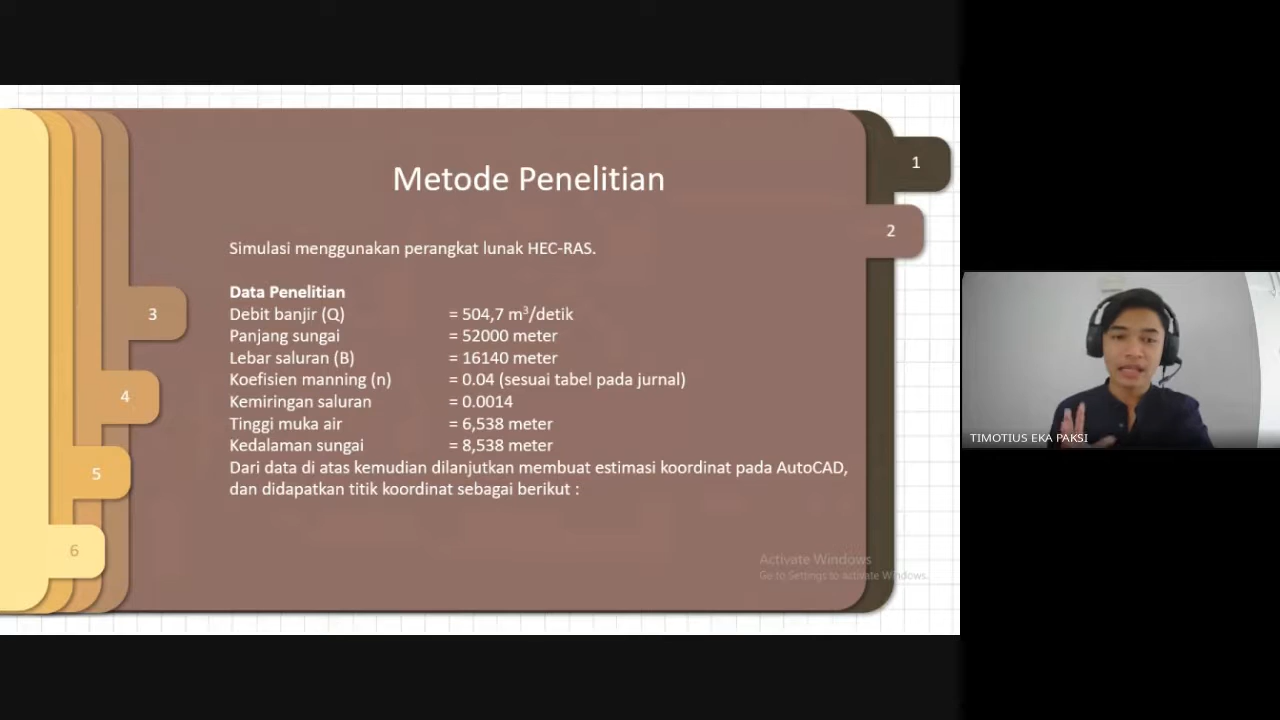 Metode Penelitian
1
2
Simulasi menggunakan perangkat lunak HEC-RAS.
Data Penelitian
3
Debit banjir (Q) = 504,7 m³/detik
Panjang sungai = 52000 meter
Lebar saluran (B) = 16140 meter
Koefisien manning (n) = 0.04 (sesuai tabel pada jurnal)
4
Kemiringan saluran = 0.0014
Tinggi muka air = 6,538 meter
Kedalaman sungai = 8,538 meter
5
Dari data di atas kemudian dilanjutkan membuat estimasi koordinat pada AutoCAD,
dan didapatkan titik koordinat sebagai berikut :
6
Activate Windows
Go to Settings to activate Windows.
TIMOTIUS EKA PAKSI